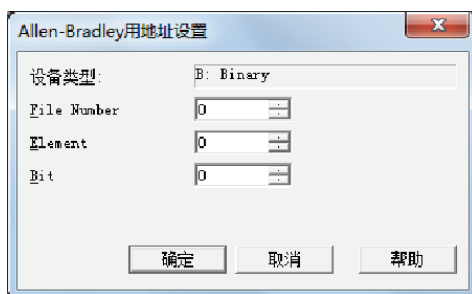 Allen-Bradley用地址设置
设备类型: B: Binary
File Number 0
Element 0
Bit 0
确定 取消 帮助